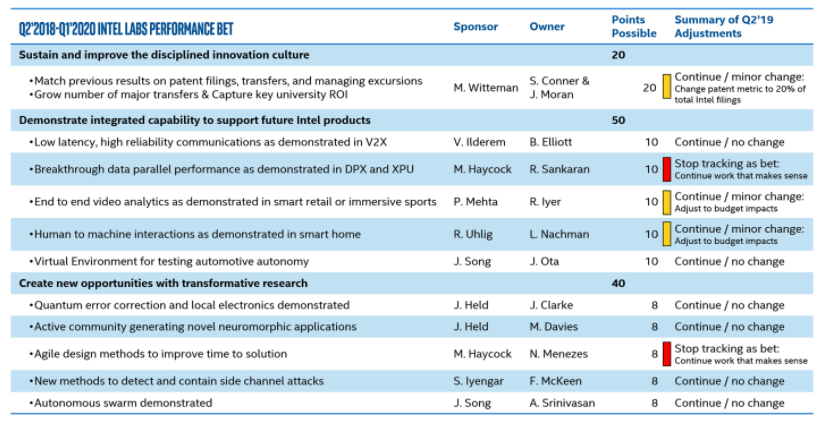 Q2'2018-Q1'2020 INTEL LABS PERFORMANCE BET Sponsor Owner Points Possible Summary of Q2'19 Adjustments
Sustain and improve the disciplined innovation culture 20
•Match previous results on patent filings, transfers, and managing excursions
•Grow number of major transfers & Capture key university ROI
M. Witteman
S. Conner &
J. Moran
20
Continue / minor change:
Change patent metric to 20% of
total Intel filings
Demonstrate integrated capability to support future Intel products 50
•Low latency, high reliability communications as demonstrated in V2X V. Ilderem B. Elliott 10 Continue / no change
•Breakthrough data parallel performance as demonstrated in DPX and XPU M. Haycock R. Sankaran 10 Stop tracking as bet:
Continue work that makes sense
•End to end video analytics as demonstrated in smart retail or immersive sports P. Mehta R. Iyer 10 Continue / minor change:
Adjust to budget impacts
•Human to machine interactions as demonstrated in smart home R. Uhlig L. Nachman 10 Continue / minor change:
Adjust to budget impacts
•Virtual Environment for testing automotive autonomy J. Song J. Ota 10 Continue / no change
Create new opportunities with transformative research 40
•Quantum error correction and local electronics demonstrated J. Held J. Clarke 8 Continue / no change
•Active community generating novel neuromorphic applications J. Held M. Davies 8 Continue / no change
•Agile design methods to improve time to solution M. Haycock N. Menezes 8 Stop tracking as bet:
Continue work that makes sense
•New methods to detect and contain side channel attacks S. Iyengar F. McKeen 8 Continue / no change
•Autonomous swarm demonstrated J. Song A. Srinivasan 8 Continue / no change